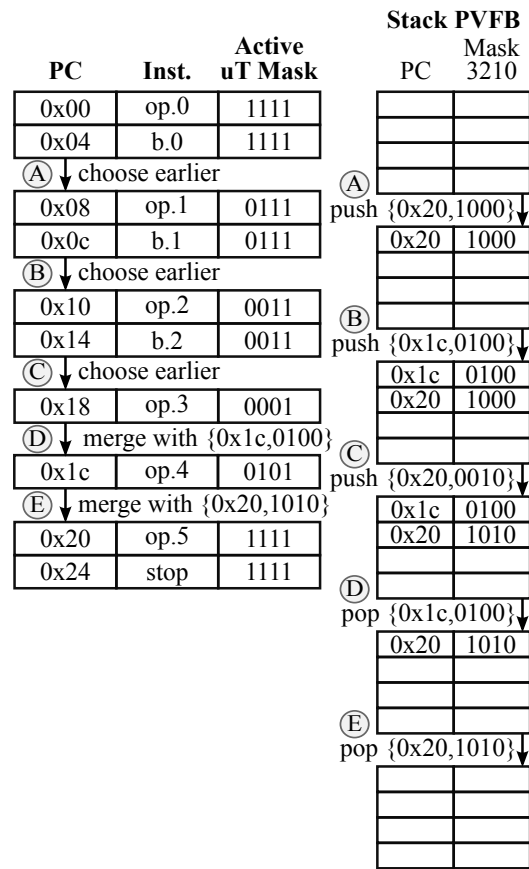 PC Inst. Active uT Mask
0x00 op.0 1111
0x04 b.0 1111
A choose earlier
0x08 op.1 0111
0x0c b.1 0111
B choose earlier
0x10 op.2 0011
0x14 b.2 0011
C choose earlier
0x18 op.3 0001
D merge with {0x1c,0100}
0x1c op.4 0101
E merge with {0x20,1010}
0x20 op.5 1111
0x24 stop 1111
Stack PVFB
PC Mask 3210
A
push {0x20,1000}
0x20 1000
B
push {0x1c,0100}
0x1c 0100
0x20 1000
C
push {0x20,0010}
0x1c 0100
0x20 1010
D
pop {0x1c,0100}
0x20 1010
E
pop {0x20,1010}